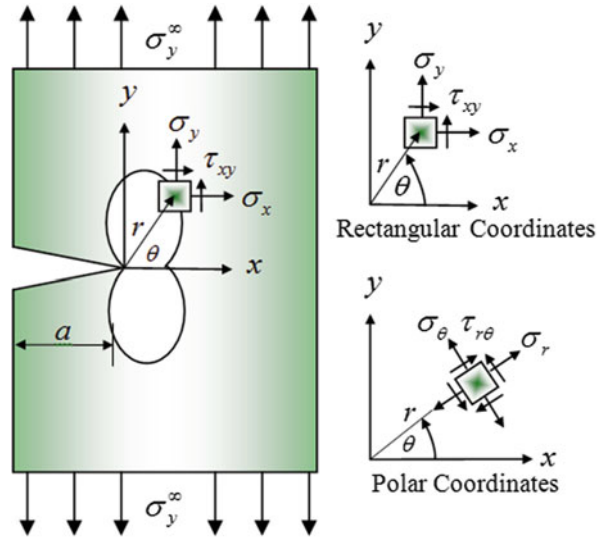 σ_y^∞
y
σ_y
τ_xy
σ_x
r
θ
x
a
σ_y^∞
y
σ_y
τ_xy
σ_x
r
θ
x
Rectangular Coordinates
y
σ_θ τ_rθ σ_r
r
θ
x
Polar Coordinates